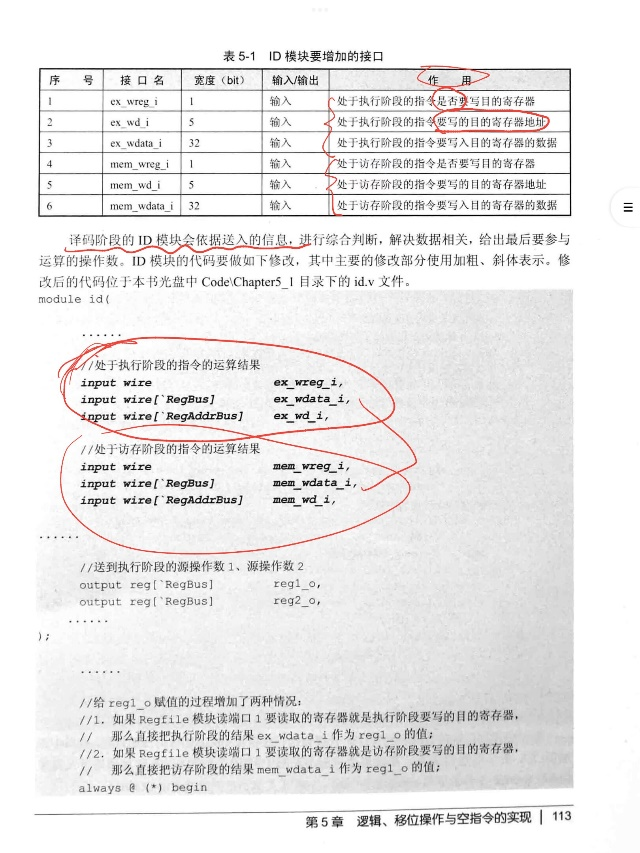 表 5-1 ID 模块要增加的接口
序 号 接 口 名 宽度（bit） 输入/输出 作 用
1 ex_wreg_i 1 输入 处于执行阶段的指令是否要写目的寄存器
2 ex_wd_i 5 输入 处于执行阶段的指令要写的目的寄存器地址
3 ex_wdata_i 32 输入 处于执行阶段的指令要写入目的寄存器的数据
4 mem_wreg_i 1 输入 处于访存阶段的指令是否要写目的寄存器
5 mem_wd_i 5 输入 处于访存阶段的指令要写的目的寄存器地址
6 mem_wdata_i 32 输入 处于访存阶段的指令要写入目的寄存器的数据
译码阶段的 ID 模块会依据送入的信息，进行综合判断，解决数据相关，给出最后要参与
运算的操作数。ID 模块的代码要做如下修改，其中主要的修改部分使用加粗、斜体表示。修
改后的代码位于本书光盘中 Code\Chapter5_1 目录下的 id.v 文件。
module id(
......
//处于执行阶段的指令的运算结果
input wire ex_wreg_i,
input wire[`RegBus] ex_wdata_i,
input wire[`RegAddrBus] ex_wd_i,
//处于访存阶段的指令的运算结果
input wire mem_wreg_i,
input wire[`RegBus] mem_wdata_i,
input wire[`RegAddrBus] mem_wd_i,
......
//送到执行阶段的源操作数 1、源操作数 2
output reg[`RegBus] reg1_o,
output reg[`RegBus] reg2_o,
......
);
......
//给 reg1_o 赋值的过程增加了两种情况：
//1．如果 Regfile 模块读端口 1 要读取的寄存器就是执行阶段要写的目的寄存器，
// 那么直接把执行阶段的结果 ex_wdata_i 作为 reg1_o 的值；
//2．如果 Regfile 模块读端口 1 要读取的寄存器就是访存阶段要写的目的寄存器，
// 那么直接把访存阶段的结果 mem_wdata_i 作为 reg1_o 的值；
always @ (*) begin
第 5 章 逻辑、移位操作与空指令的实现 | 113